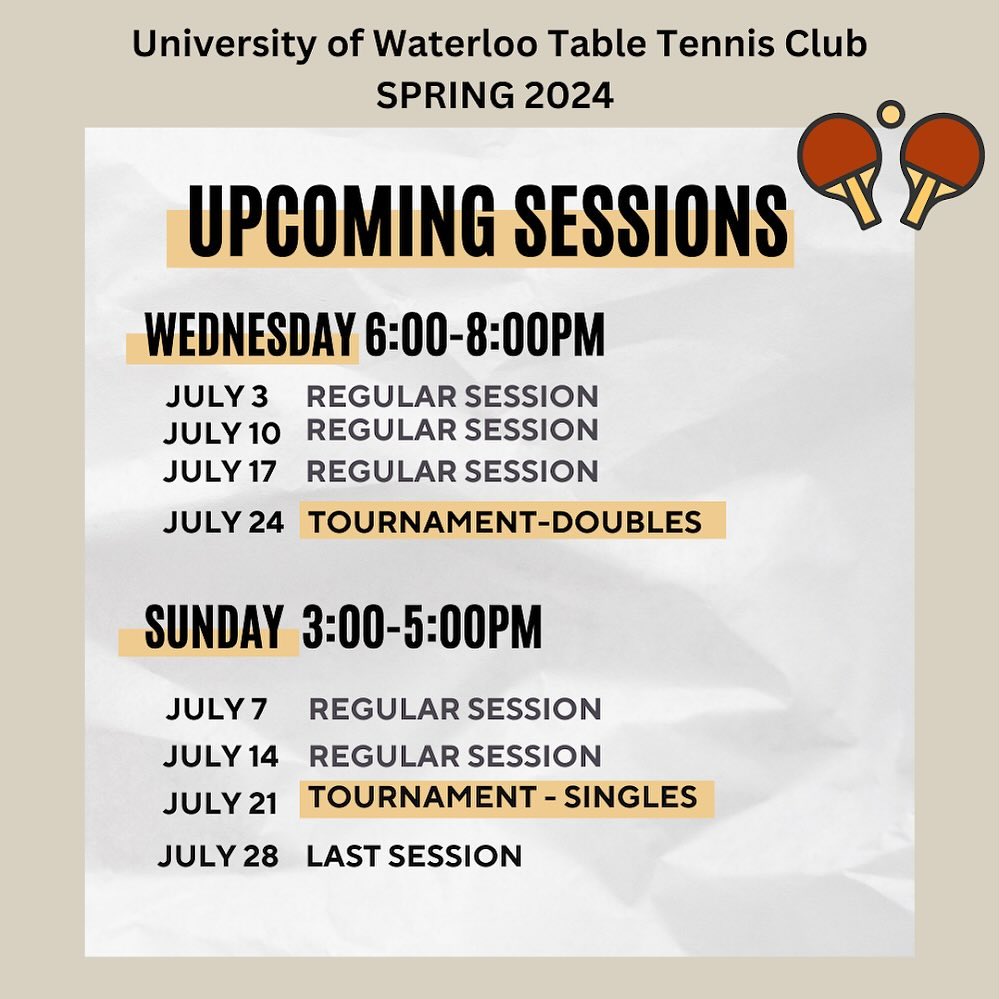 University of Waterloo Table Tennis Club
SPRING 2024
UPCOMING SESSIONS
WEDNESDAY 6:00-8:00PM
JULY 3 REGULAR SESSION
JULY 10 REGULAR SESSION
JULY 17 REGULAR SESSION
JULY 24 TOURNAMENT-DOUBLES
SUNDAY 3:00-5:00PM
JULY 7 REGULAR SESSION
JULY 14 REGULAR SESSION
JULY 21 TOURNAMENT - SINGLES
JULY 28 LAST SESSION